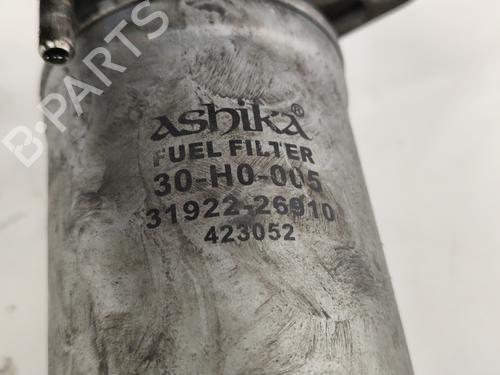 B-PARTS
ashika®
FUEL FILTER
30-H0-005
31922-26910
423052